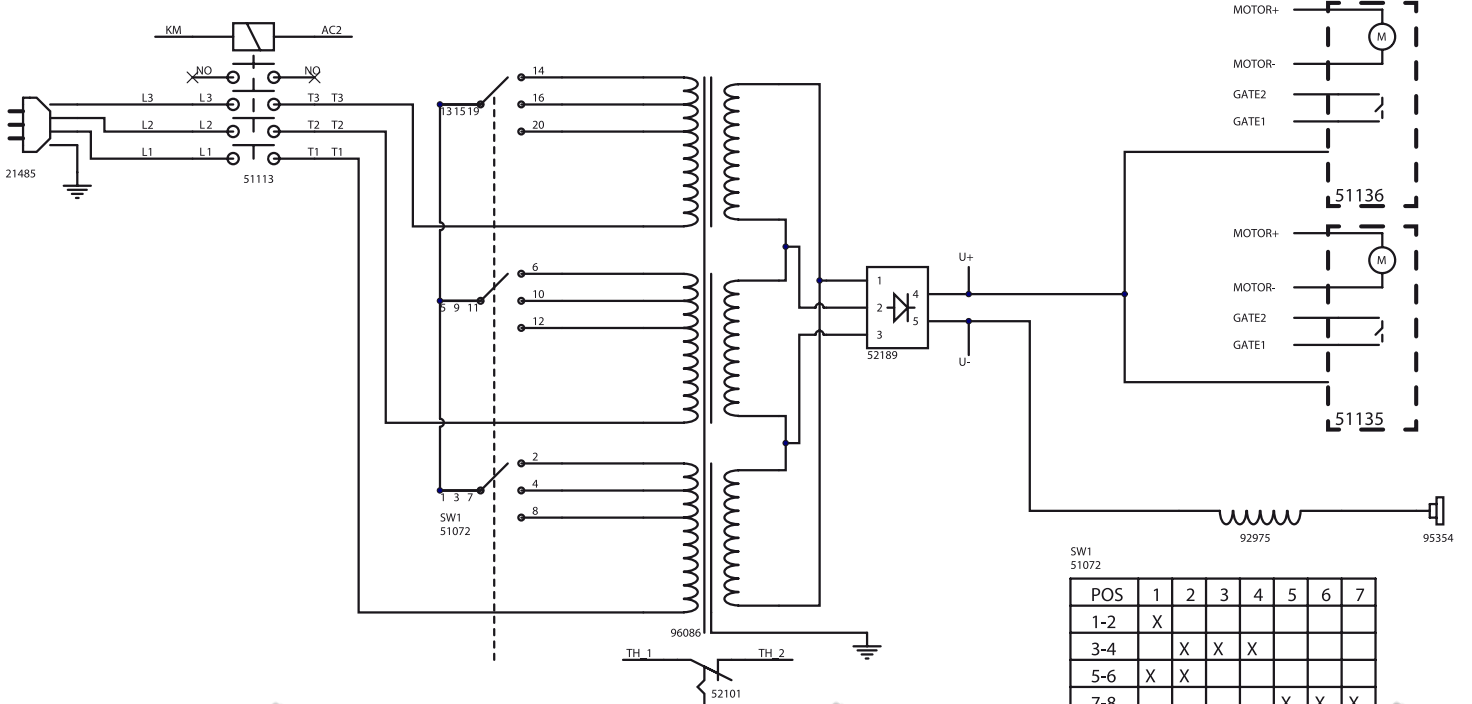 KM AC2
NO NO
L3 L3 T3 T3
L2 L2 T2 T2
L1 L1 T1 T1
21485
51113
14
13 15 19 16
20
6
5 9 11 10
12
2
1 3 7 4
8
SW1
51072
96086
TH_1 TH_2
52101
1
2 4
3 5
52189
U+
U-
MOTOR+
M
MOTOR-
GATE2
GATE1
51136
MOTOR+
M
MOTOR-
GATE2
GATE1
51135
92975
95354
SW1
51072
POS 1 2 3 4 5 6 7
1-2 X
3-4 X X X
5-6 X X
7-8 X X X